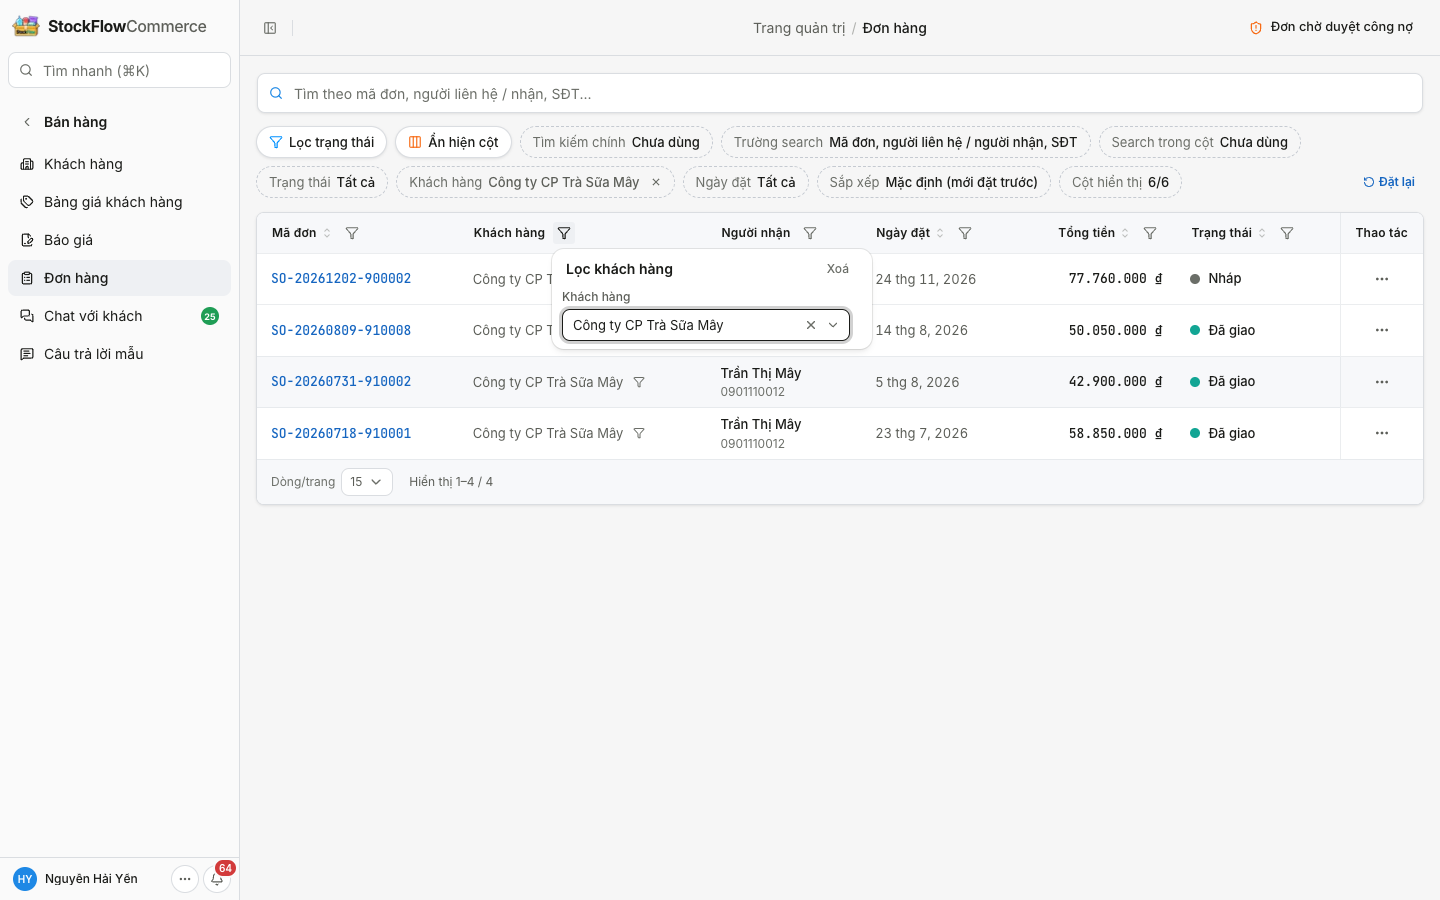 StockFlowCommerce
Tìm nhanh (⌘K)
Bán hàng
Khách hàng
Bảng giá khách hàng
Báo giá
Đơn hàng
Chat với khách
25
Câu trả lời mẫu
HY
Nguyễn Hải Yến
64
Trang quản trị / Đơn hàng
Đơn chờ duyệt công nợ
Tìm theo mã đơn, người liên hệ / nhận, SĐT...
Lọc trạng thái
Ẩn hiện cột
Tìm kiếm chính Chưa dùng
Trường search Mã đơn, người liên hệ / người nhận, SĐT
Search trong cột Chưa dùng
Trạng thái Tất cả
Khách hàng Công ty CP Trà Sữa Mây
Ngày đặt Tất cả
Sắp xếp Mặc định (mới đặt trước)
Cột hiển thị 6/6
Đặt lại
Mã đơn Khách hàng Người nhận Ngày đặt Tổng tiền Trạng thái Thao tác
Lọc khách hàng Xoá
Khách hàng
Công ty CP Trà Sữa Mây
SO-20261202-900002 Công ty CP T 24 thg 11, 2026 77.760.000 ₫ Nháp
SO-20260809-910008 Công ty CP T 14 thg 8, 2026 50.050.000 ₫ Đã giao
SO-20260731-910002 Công ty CP Trà Sữa Mây Trần Thị Mây 5 thg 8, 2026 42.900.000 ₫ Đã giao
0901110012
SO-20260718-910001 Công ty CP Trà Sữa Mây Trần Thị Mây 23 thg 7, 2026 58.850.000 ₫ Đã giao
0901110012
Dòng/trang 15 Hiển thị 1–4 / 4